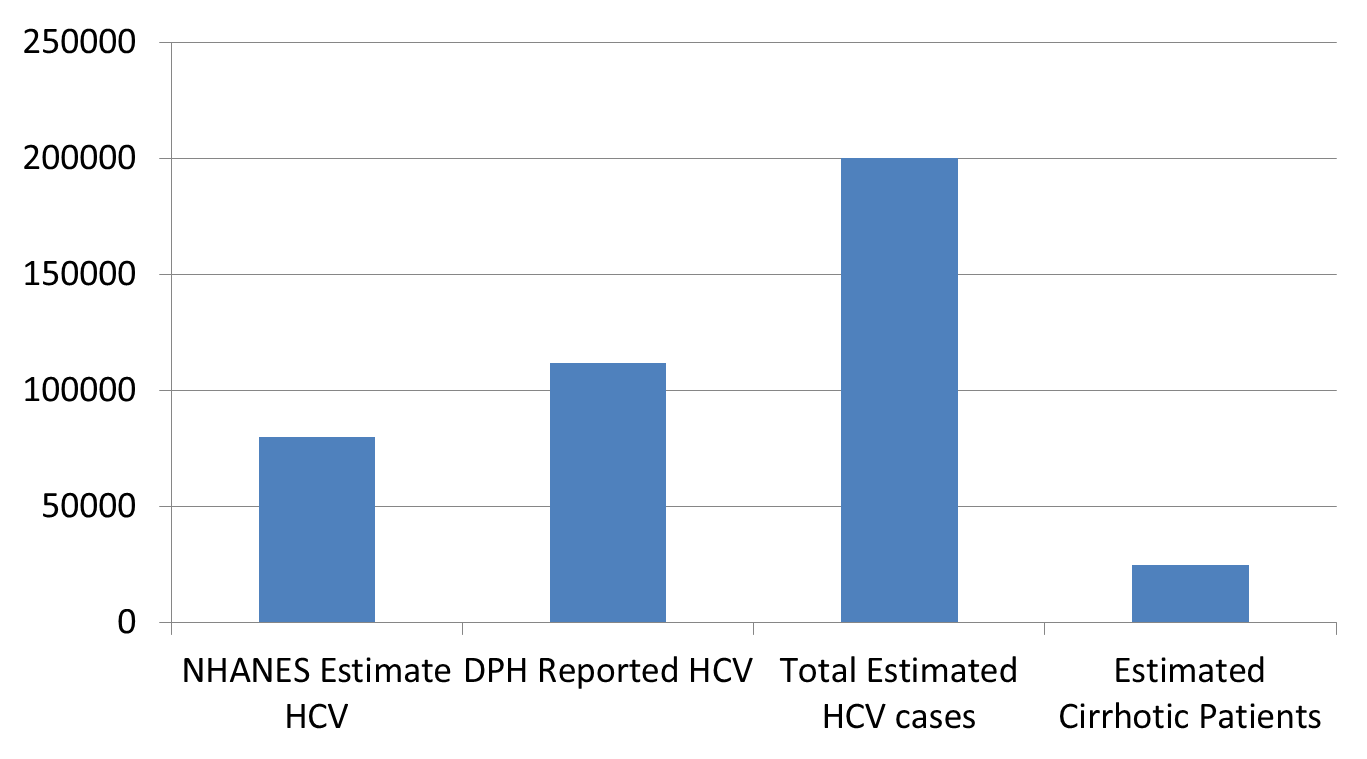 250000
200000
150000
100000
50000
0
NHANES Estimate HCV
DPH Reported HCV
Total Estimated HCV cases
Estimated Cirrhotic Patients